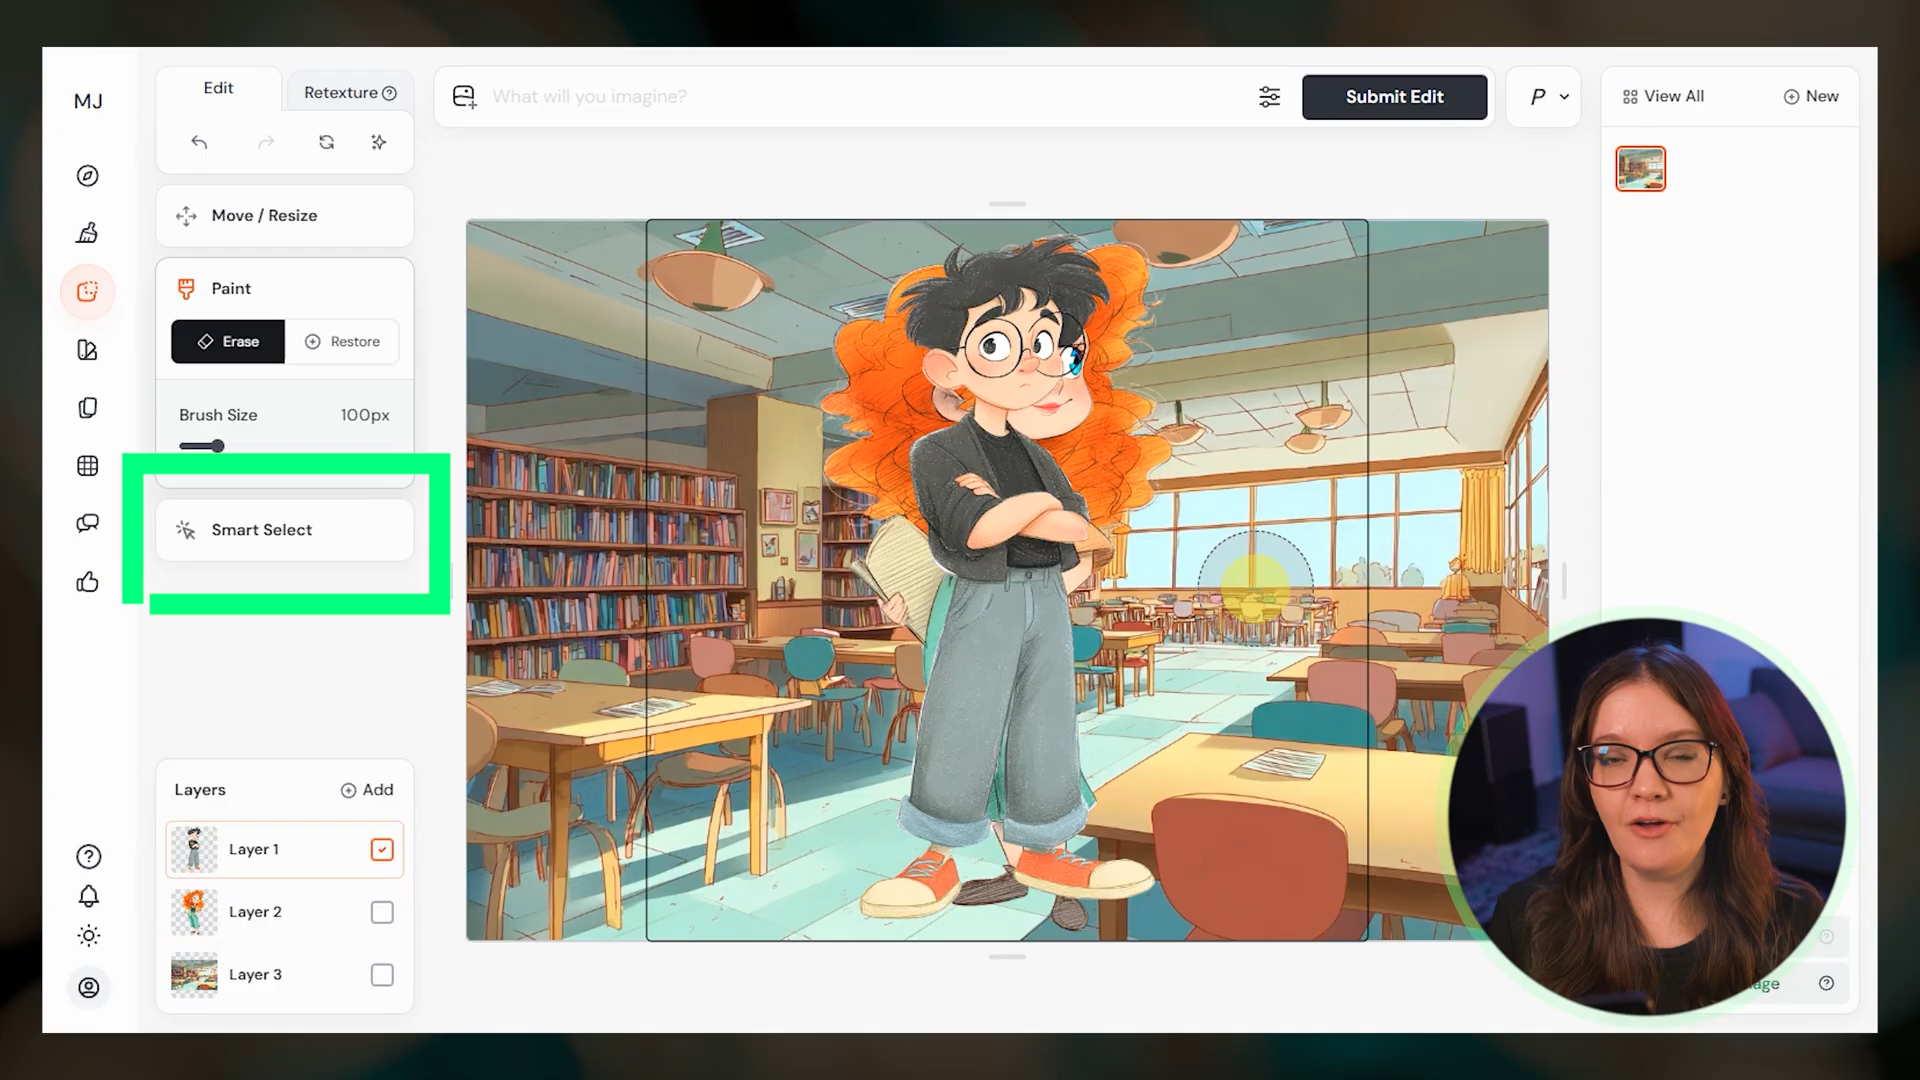 MJ
Edit
Retexture
What will you imagine?
Submit Edit
P
View All
New
Move / Resize
Paint
Erase
Restore
Brush Size
100px
Smart Select
Layers
Add
Layer 1
Layer 2
Layer 3